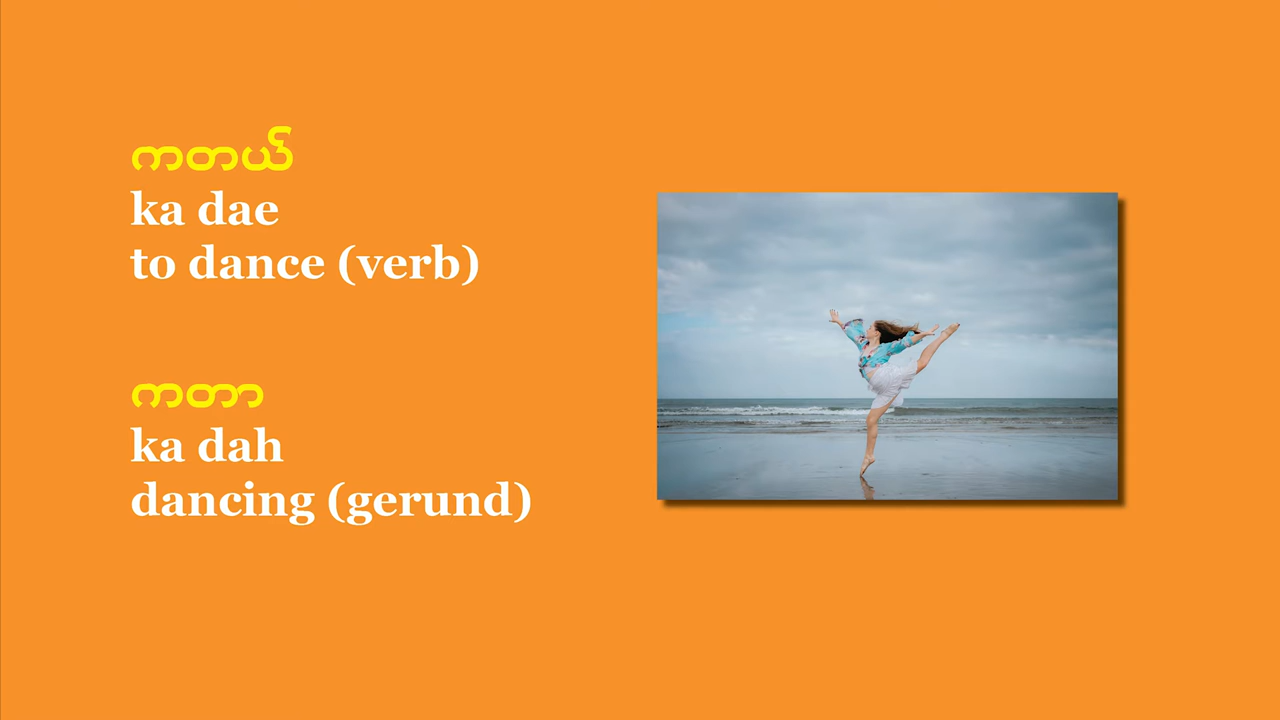 ကတယ်
ka dae
to dance (verb)
ကတာ
ka dah
dancing (gerund)